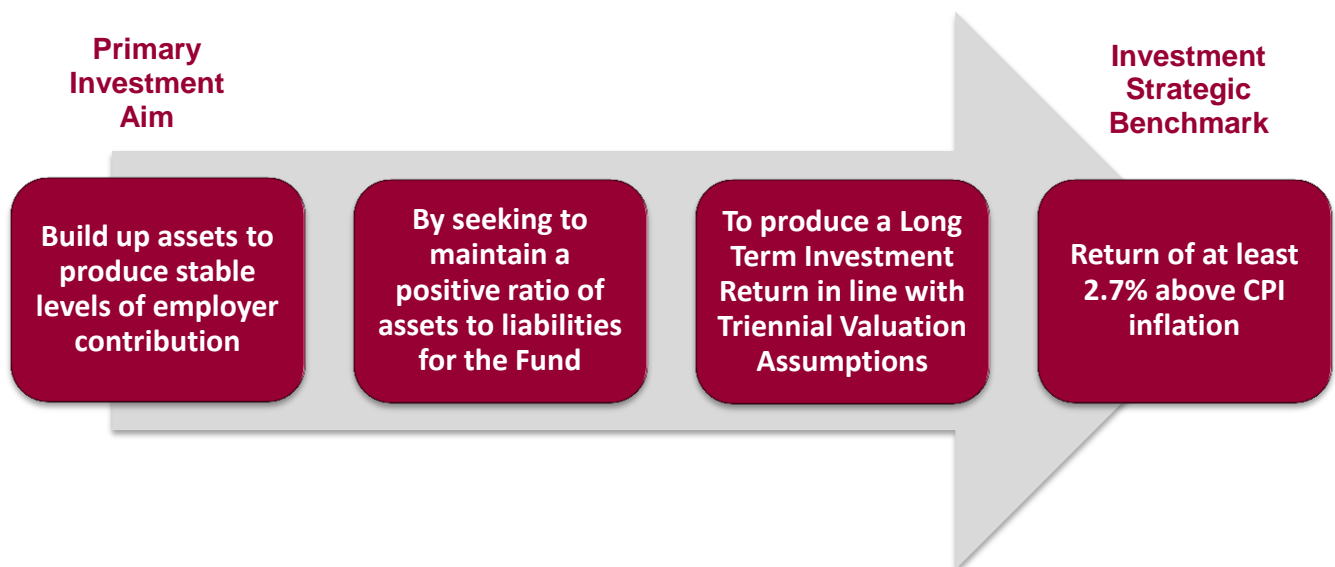 Primary
Investment
Aim
Investment
Strategic
Benchmark
Build up assets to
produce stable
levels of employer
contribution
By seeking to
maintain a
positive ratio of
assets to liabilities
for the Fund
To produce a Long
Term Investment
Return in line with
Triennial Valuation
Assumptions
Return of at least
2.7% above CPI
inflation